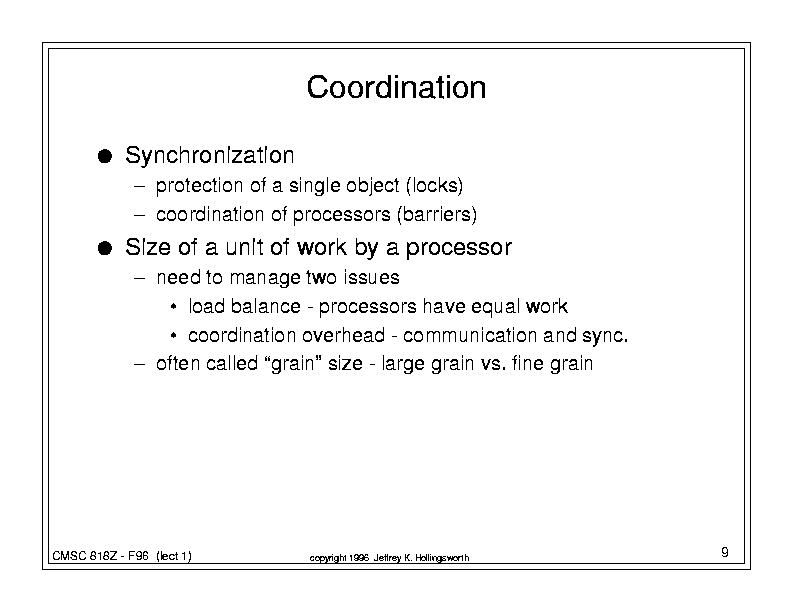 Coordination
● Synchronization
– protection of a single object (locks)
– coordination of processors (barriers)
● Size of a unit of work by a processor
– need to manage two issues
• load balance - processors have equal work
• coordination overhead - communication and sync.
– often called “grain” size - large grain vs. fine grain
CMSC 818Z - F96 (lect 1)
copyright 1996 Jeffrey K. Hollingsworth
9